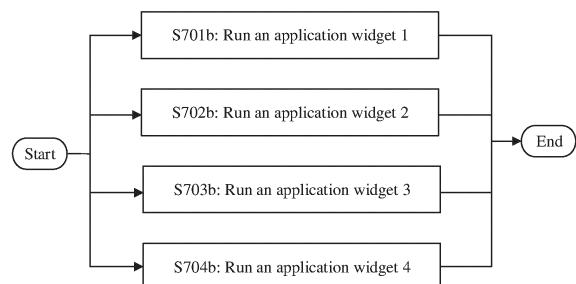 S701b: Run an application widget 1
S702b: Run an application widget 2
Start
End
S703b: Run an application widget 3
S704b: Run an application widget 4